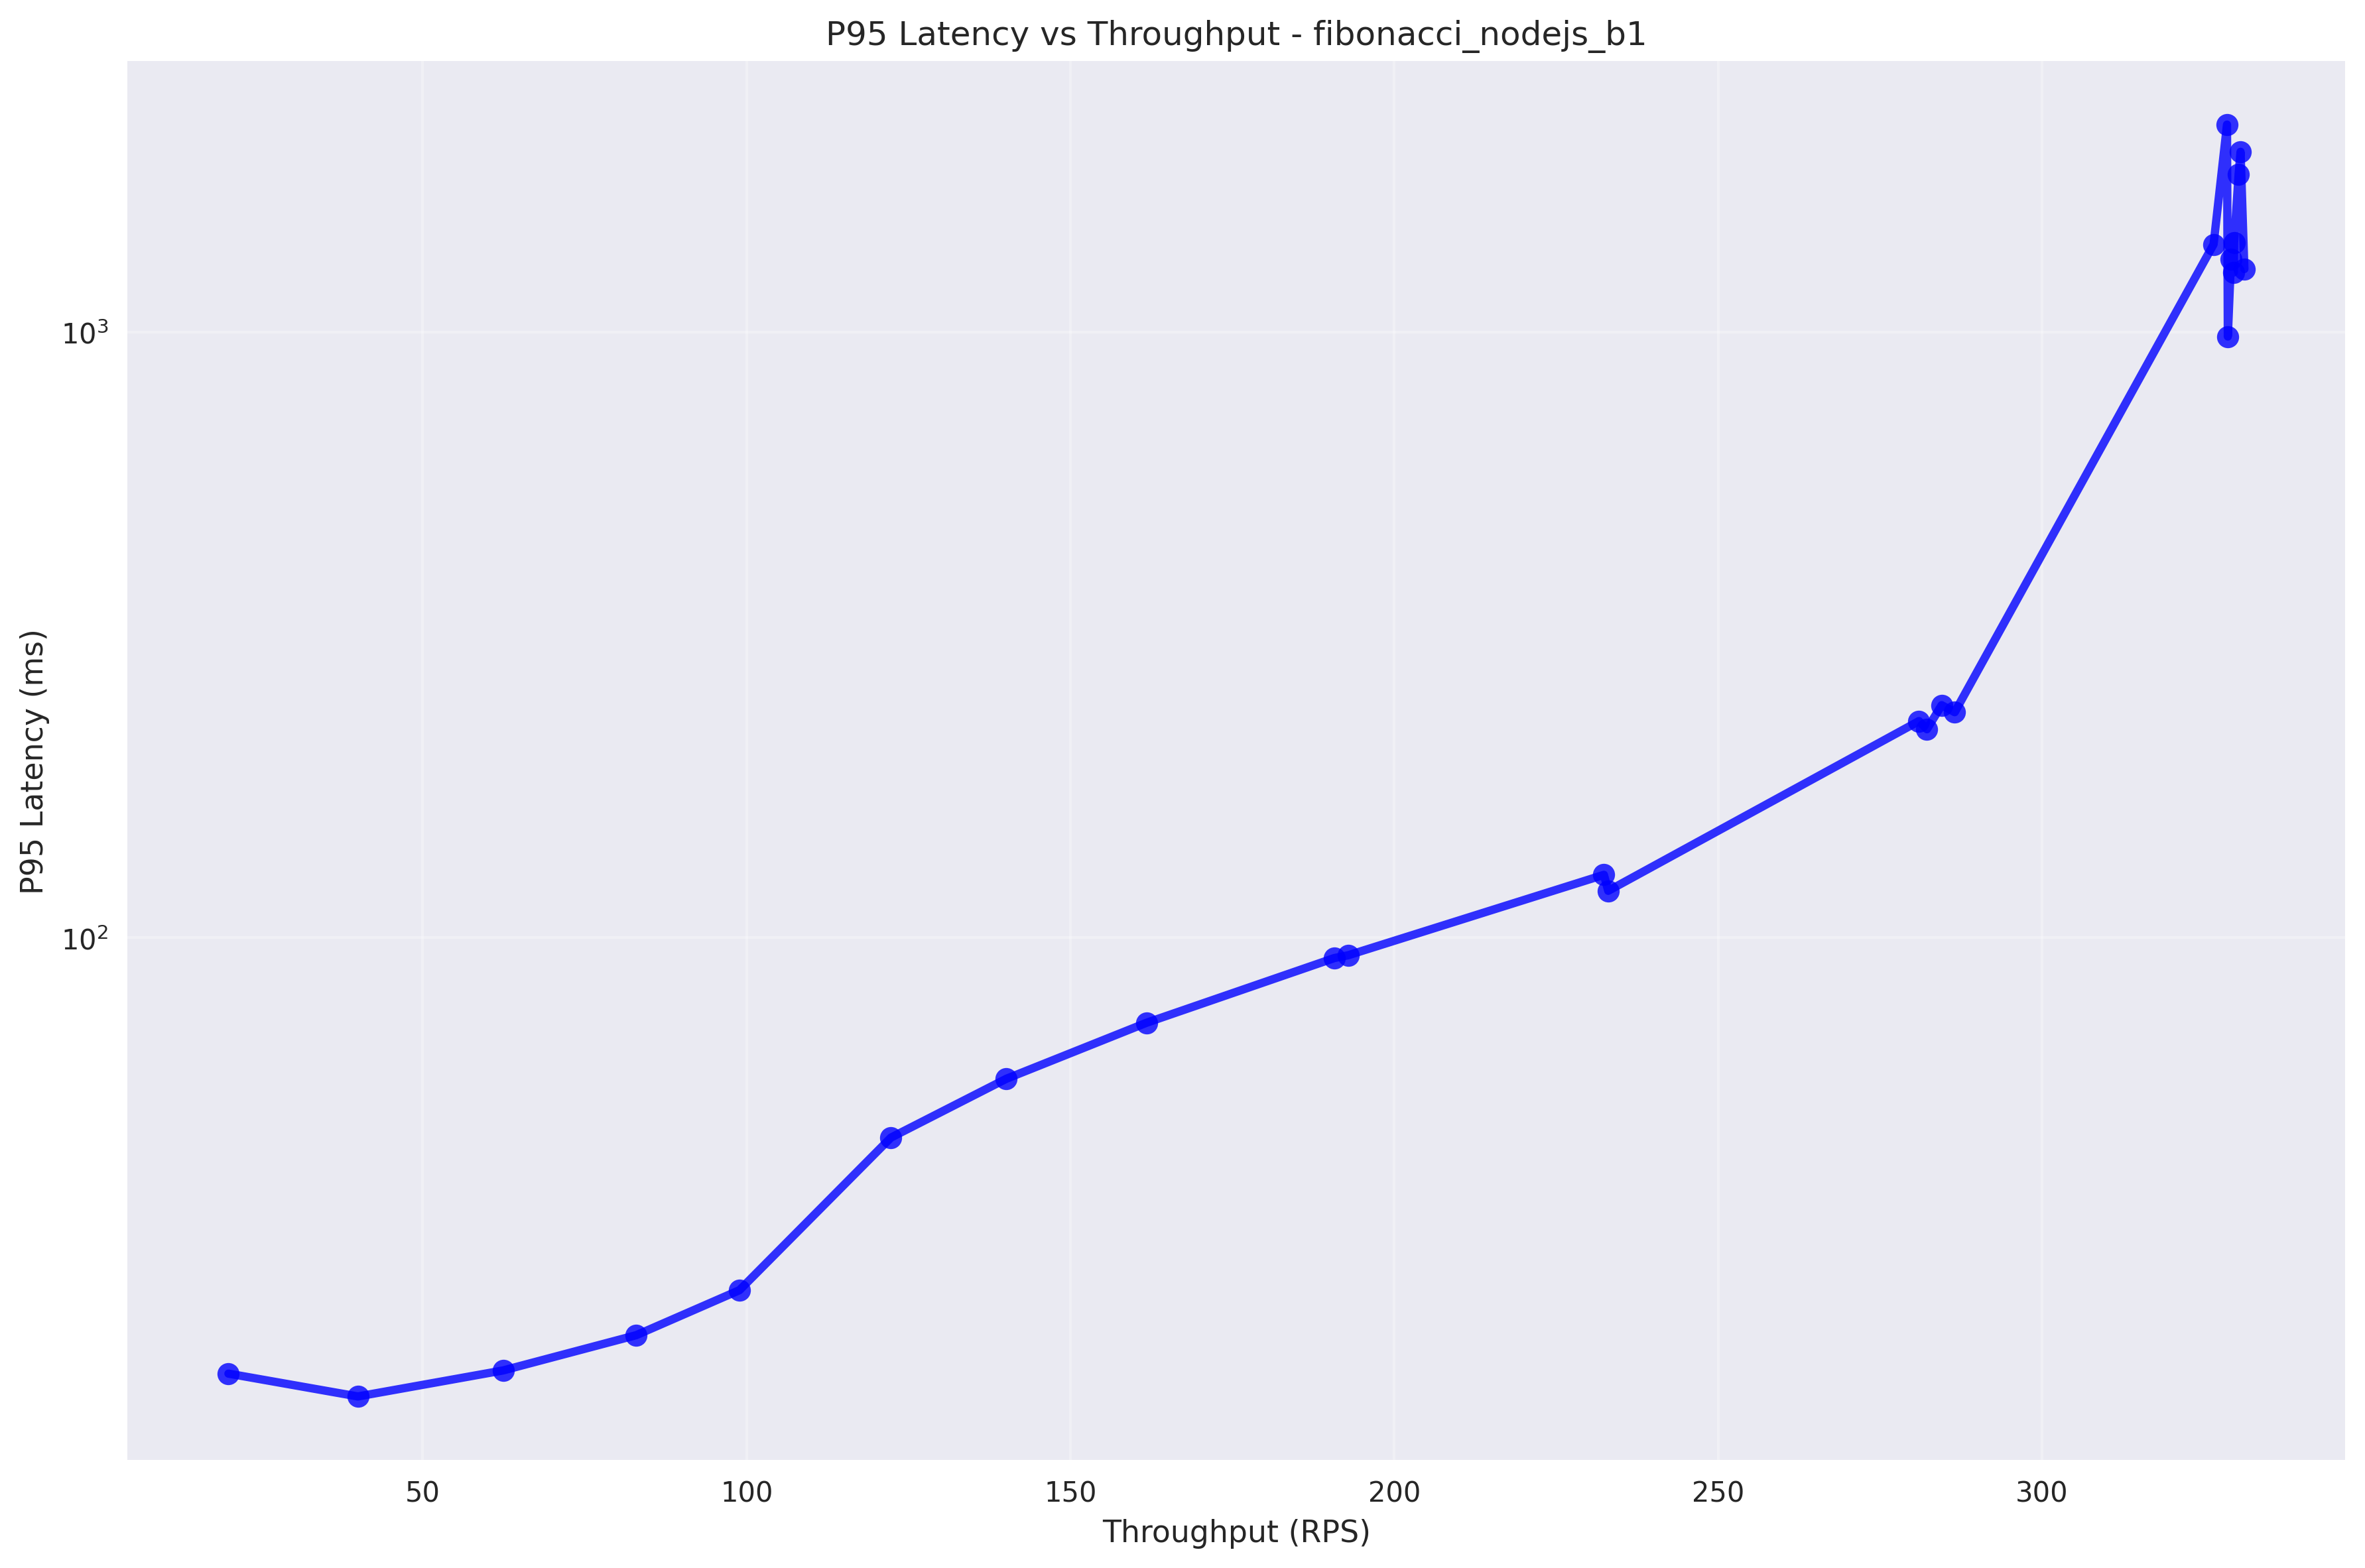 P95 Latency vs Throughput - fibonacci_nodejs_b1
P95 Latency (ms)
10³
10²
50 100 150 200 250 300
Throughput (RPS)